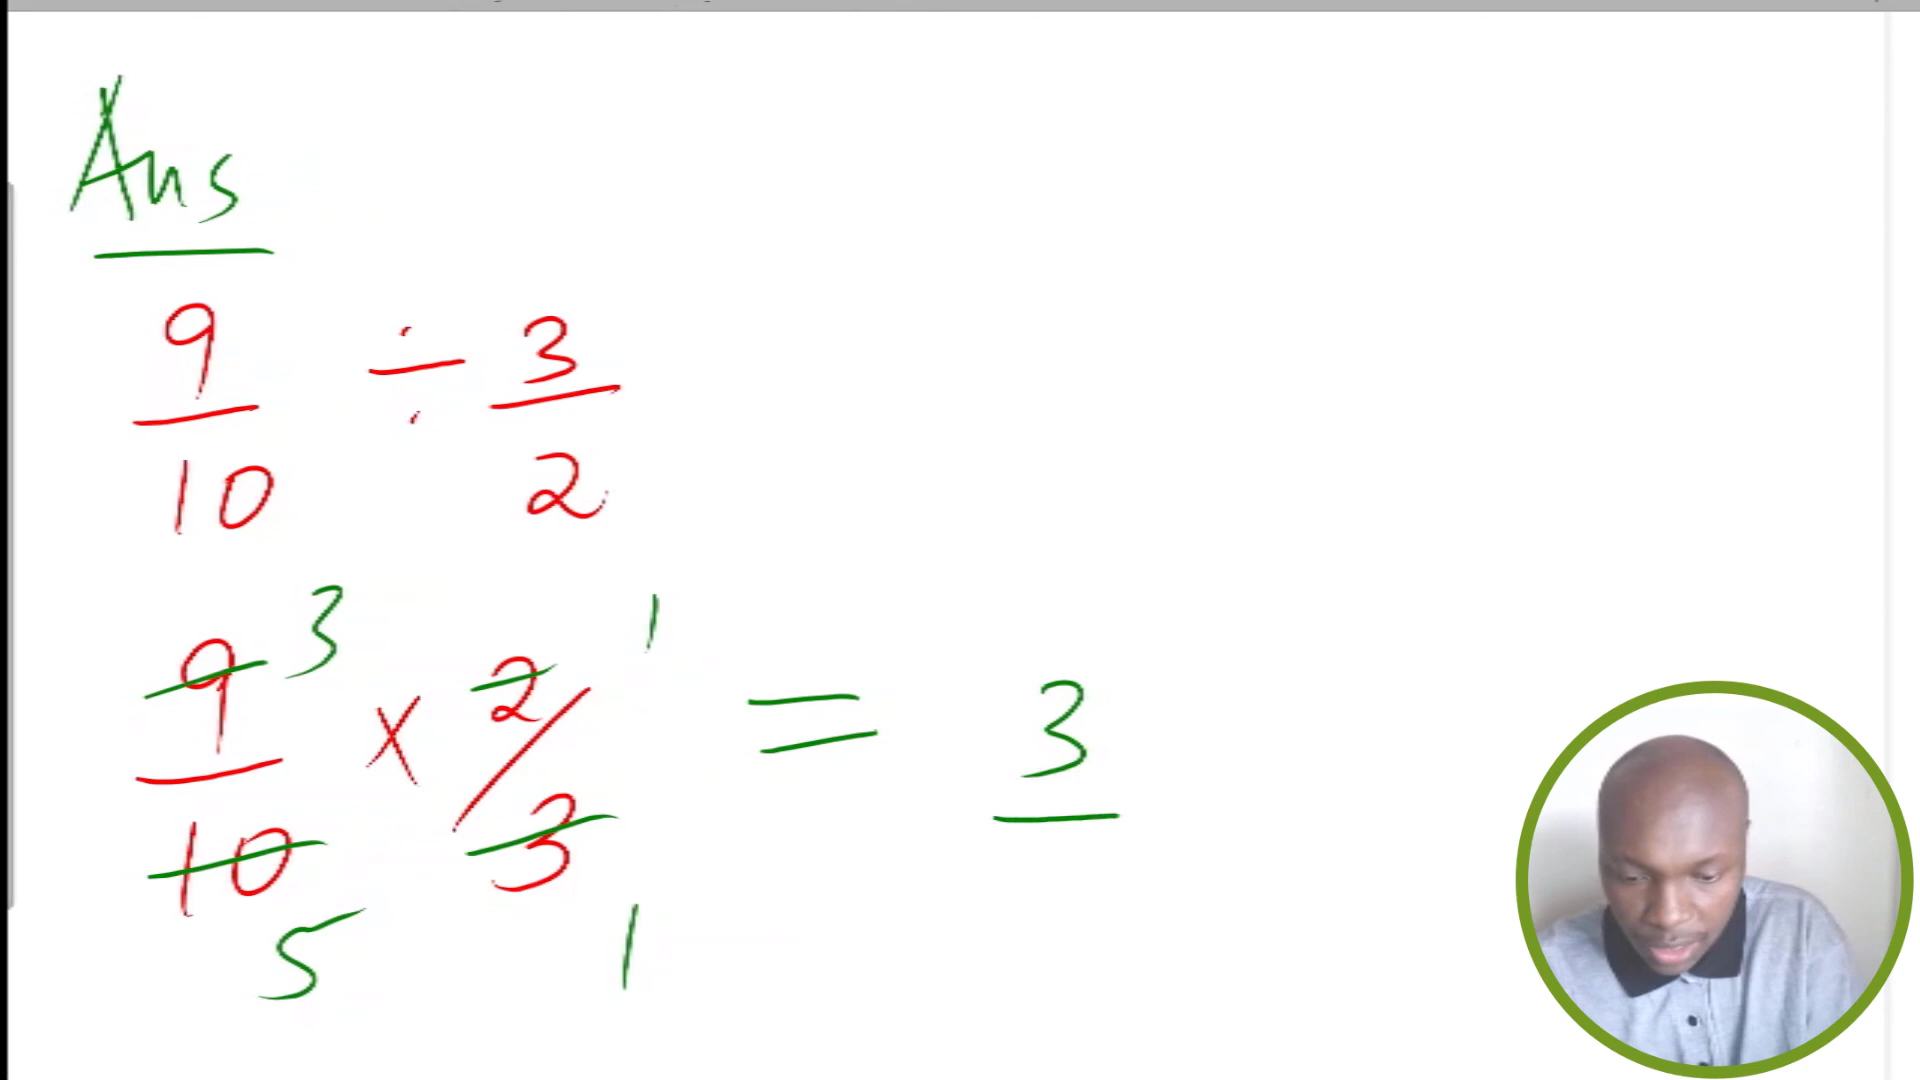 Ans
9/10 ÷ 3/2
9/10 × 2/3 = 3
3 1
5 1